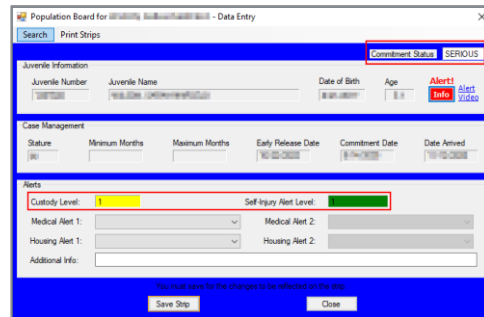 Population Board for - Data Entry
Search Print Strips
Commitment Status SERIOUS
Juvenile Information
Juvenile Number Juvenile Name Date of Birth Age Alert!
Info Alert Video
Case Management
Stature Minimum Months Maximum Months Early Release Date Commitment Date Date Arrived
Alerts
Custody Level: 1 Self-Injury Alert Level: 1
Medical Alert 1: Medical Alert 2:
Housing Alert 1: Housing Alert 2:
Additional Info:
You must save for the changes to be reflected on the strip
Save Strip Close